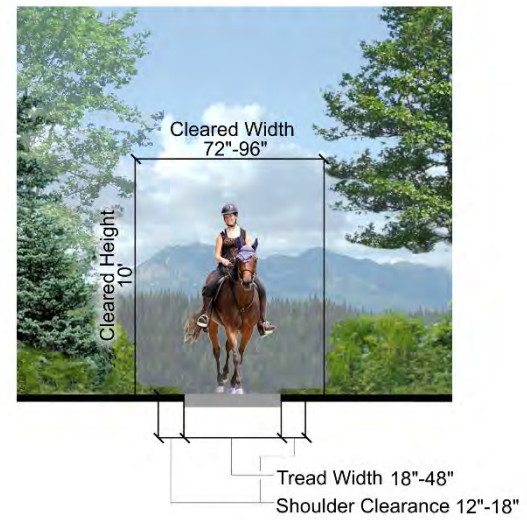 Cleared Width
72"-96"
Cleared Height
10'
Tread Width 18"-48"
Shoulder Clearance 12"-18"